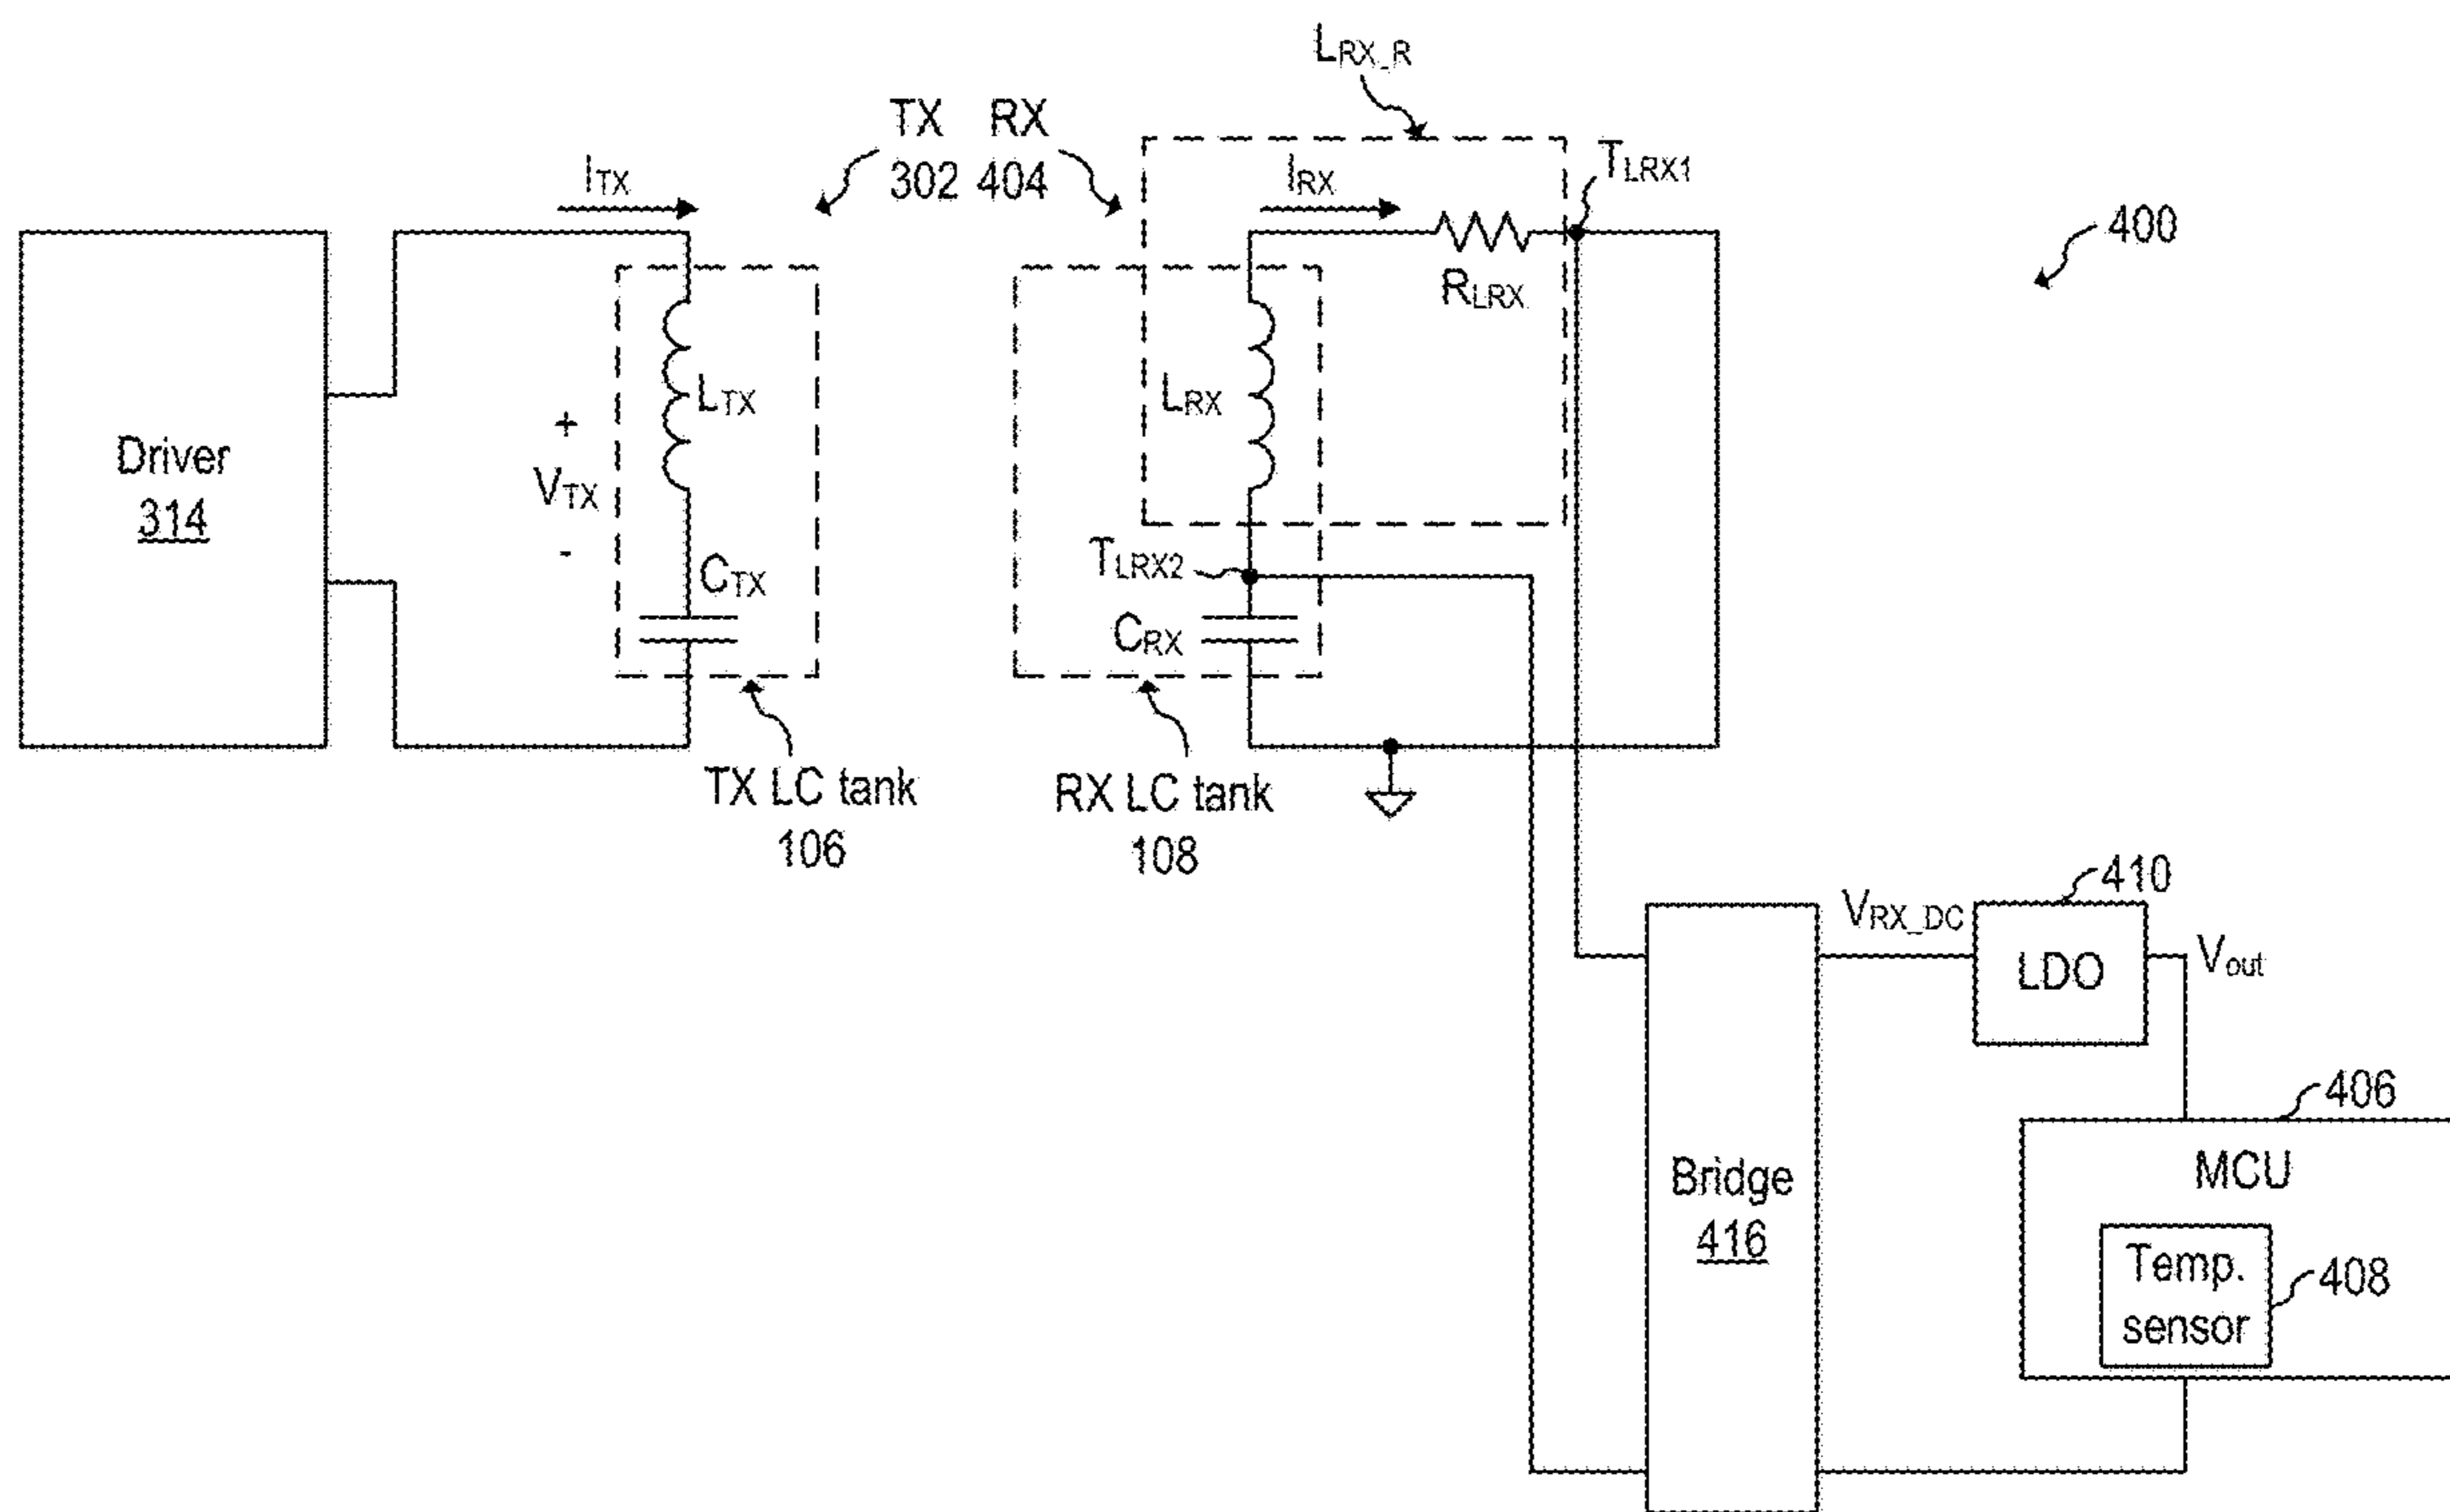 LRX_R
TX RX
302 404
ITX
IRX
TLRX1
400
RLRX
Driver
314
+
VTX
-
LTX
CTX
LRX
TLRX2
CRX
TX LC tank
106
RX LC tank
108
410
VRX_DC
LDO
Vout
406
MCU
Bridge
416
Temp.
sensor
408